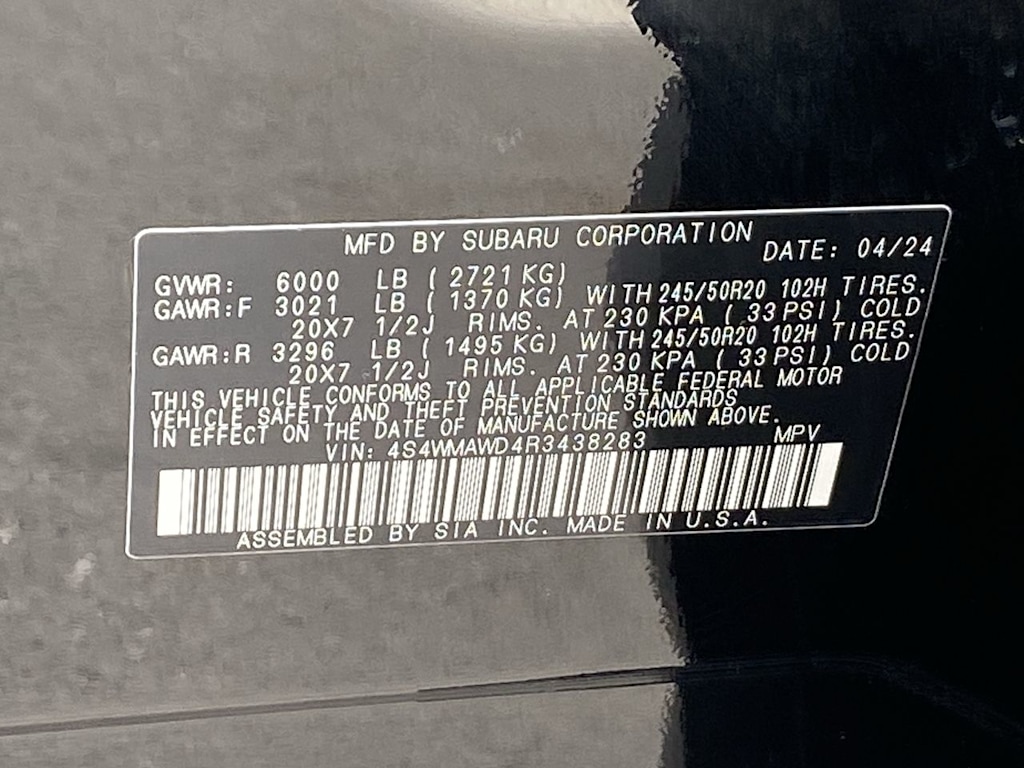 MFD BY SUBARU CORPORATION DATE: 04/24
GVWR: 6000 LB ( 2721 KG)
GAWR:F 3021 LB ( 1370 KG) WITH 245/50R20 102H TIRES.
20X7 1/2J RIMS. AT 230 KPA ( 33 PSI) COLD
GAWR:R 3296 LB ( 1495 KG) WITH 245/50R20 102H TIRES.
20X7 1/2J RIMS. AT 230 KPA ( 33 PSI) COLD
THIS VEHICLE CONFORMS TO ALL APPLICABLE FEDERAL MOTOR
VEHICLE SAFETY AND THEFT PREVENTION STANDARDS
IN EFFECT ON THE DATE OF MANUFACTURE SHOWN ABOVE.
VIN: 4S4WMAWD4R3438283 MPV
ASSEMBLED BY SIA INC. MADE IN U.S.A.